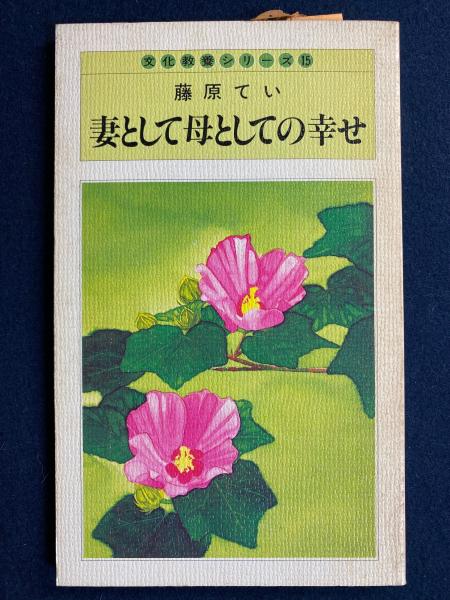 文化教養シリーズ15
藤原てい
妻として母としての幸せ